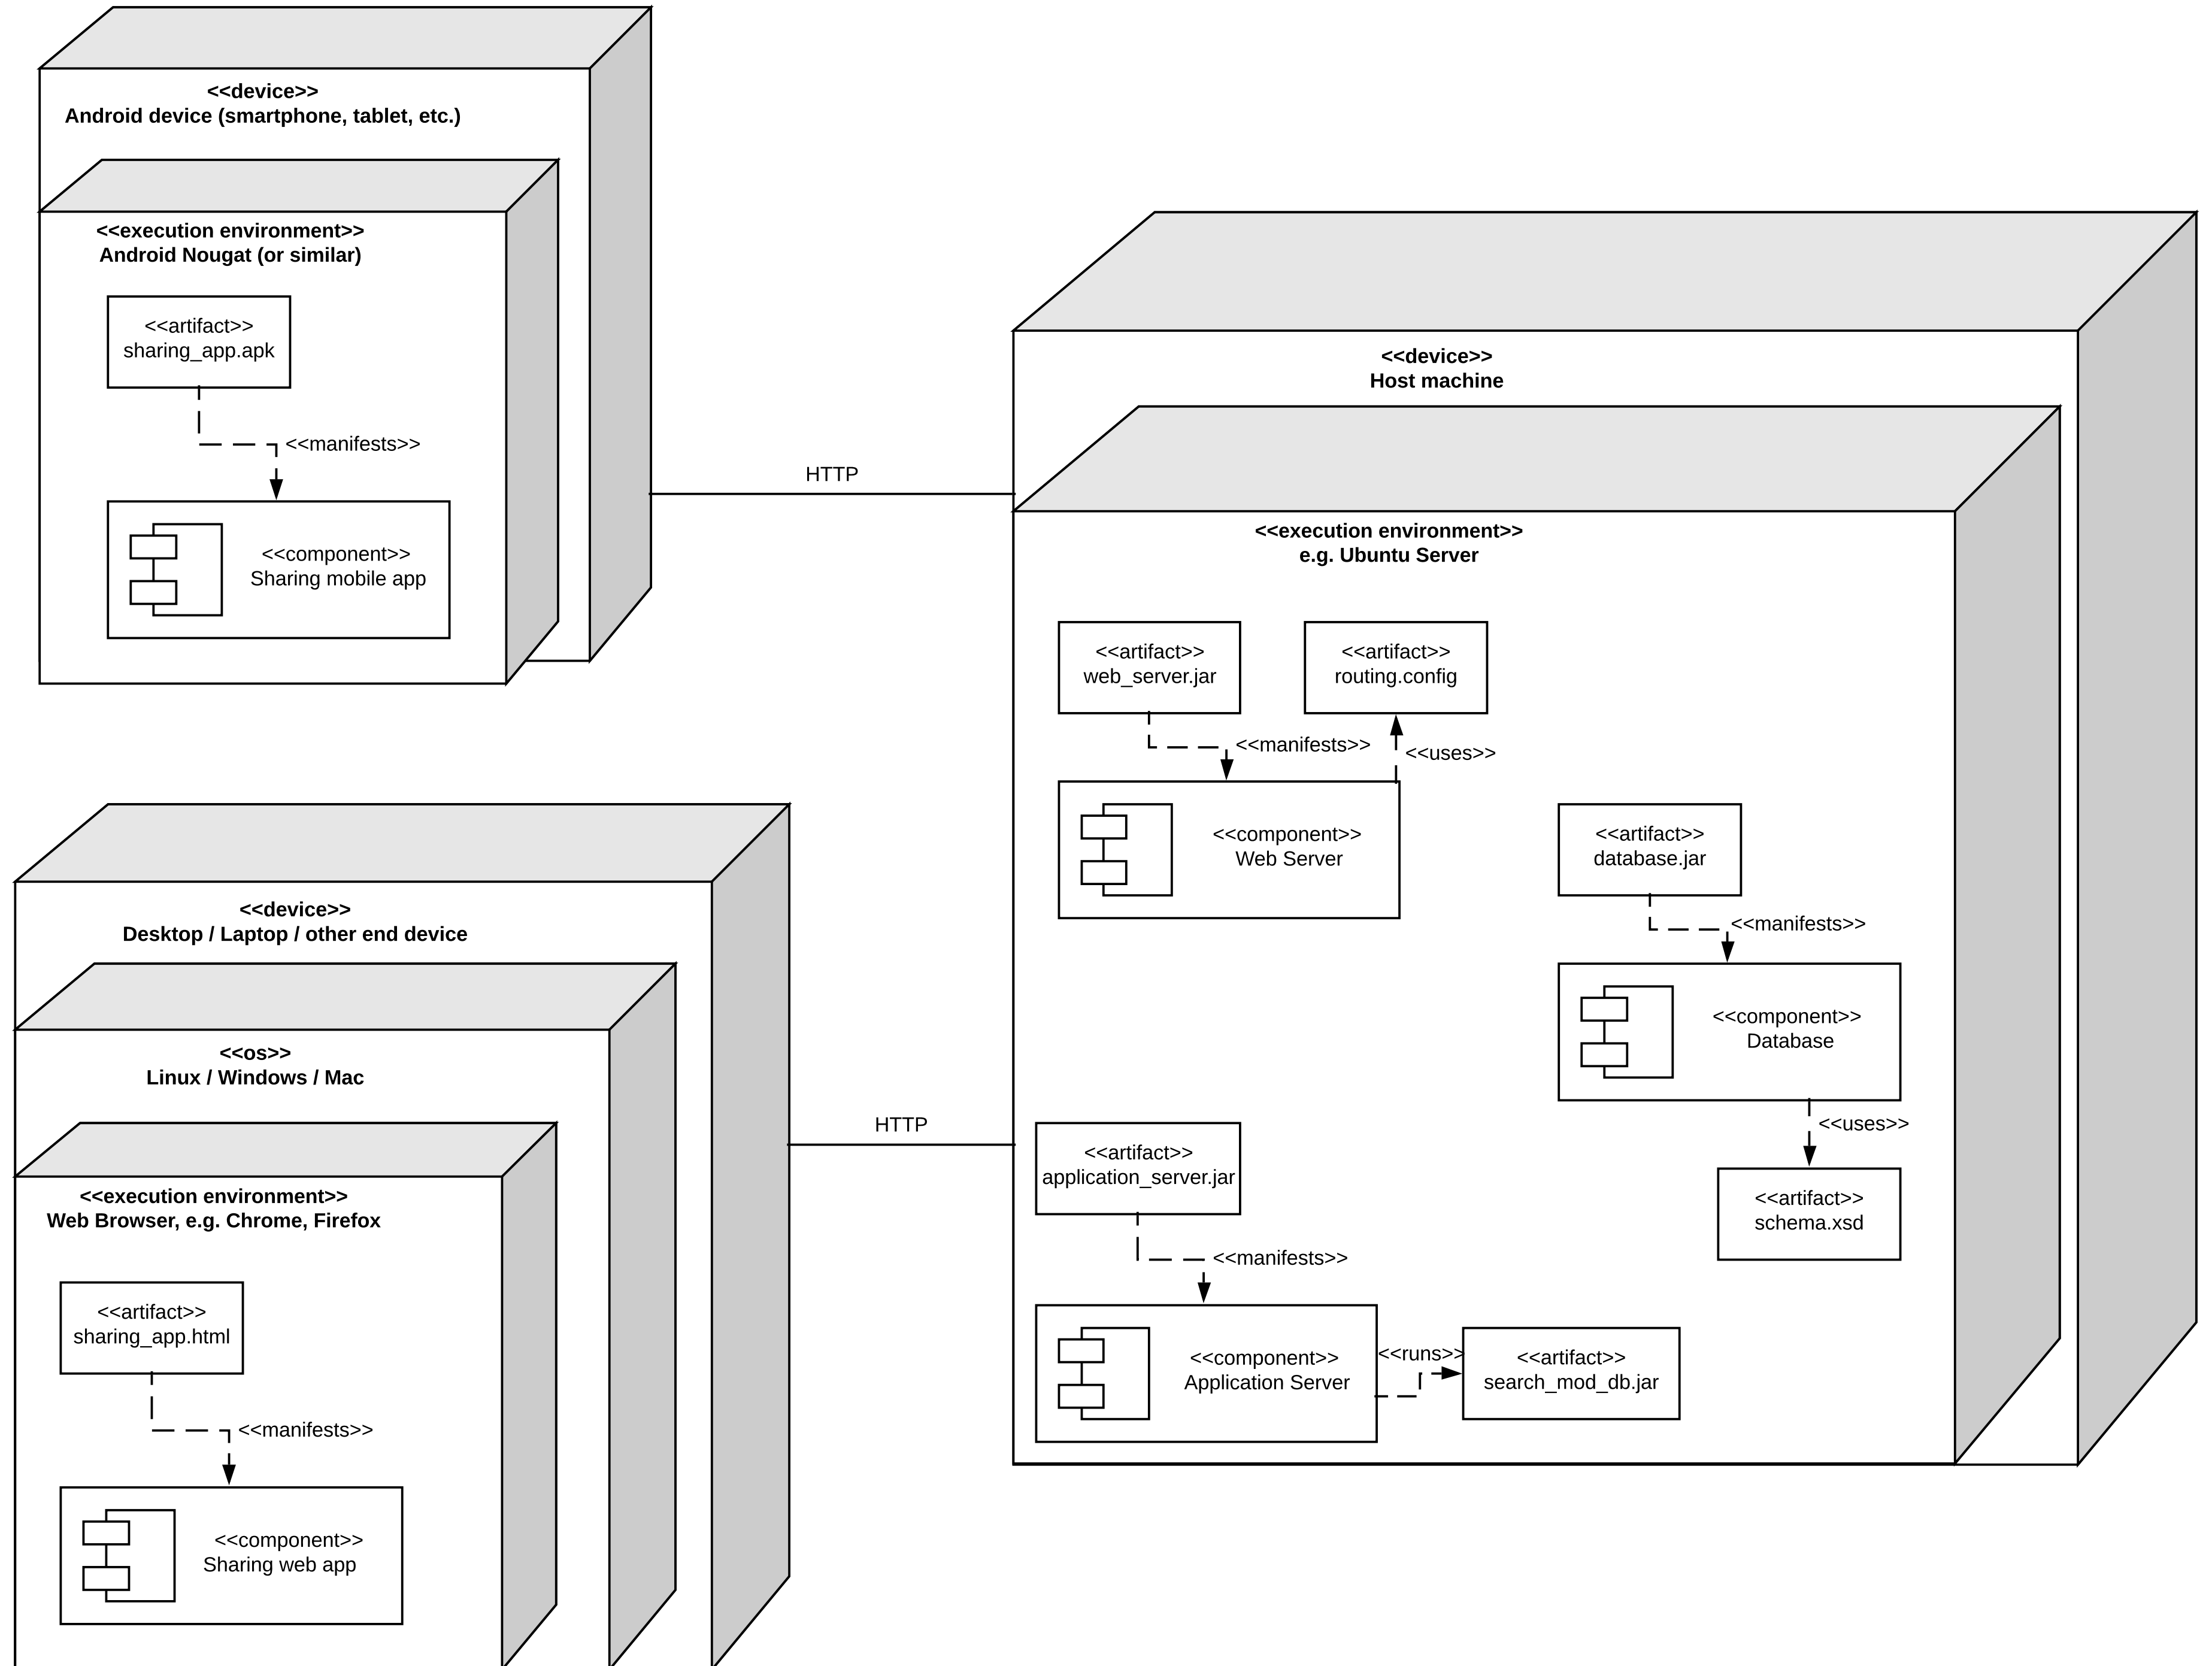 <<device>>
Android device (smartphone, tablet, etc.)
<<execution environment>>
Android Nougat (or similar)
<<artifact>>
sharing_app.apk
<<manifests>>
<<component>>
Sharing mobile app
HTTP
<<device>>
Host machine
<<execution environment>>
e.g. Ubuntu Server
<<artifact>>
web_server.jar
<<artifact>>
routing.config
<<manifests>>
<<uses>>
<<component>>
Web Server
<<artifact>>
database.jar
<<manifests>>
<<component>>
Database
<<uses>>
<<artifact>>
schema.xsd
<<artifact>>
application_server.jar
<<manifests>>
<<component>>
Application Server
<<runs>>
<<artifact>>
search_mod_db.jar
HTTP
<<device>>
Desktop / Laptop / other end device
<<os>>
Linux / Windows / Mac
<<execution environment>>
Web Browser, e.g. Chrome, Firefox
<<artifact>>
sharing_app.html
<<manifests>>
<<component>>
Sharing web app